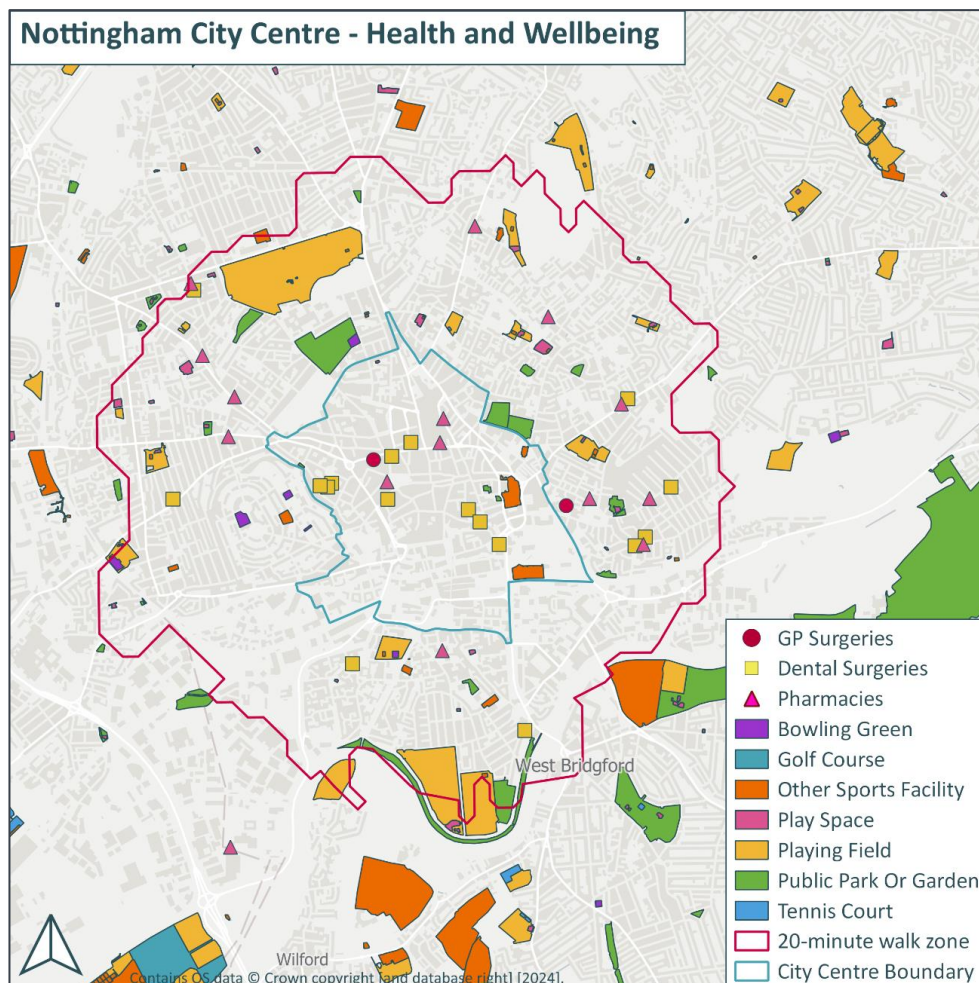 Nottingham City Centre - Health and Wellbeing
West Bridgford
GP Surgeries
Dental Surgeries
Pharmacies
Bowling Green
Golf Course
Other Sports Facility
Play Space
Playing Field
Public Park Or Garden
Tennis Court
20-minute walk zone
City Centre Boundary
Wilford
Contains OS data © Crown copyright [and database right] [2024].